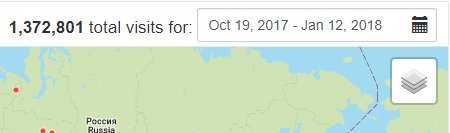 1,372,801 total visits for: Oct 19, 2017 - Jan 12, 2018
Россия
Russia